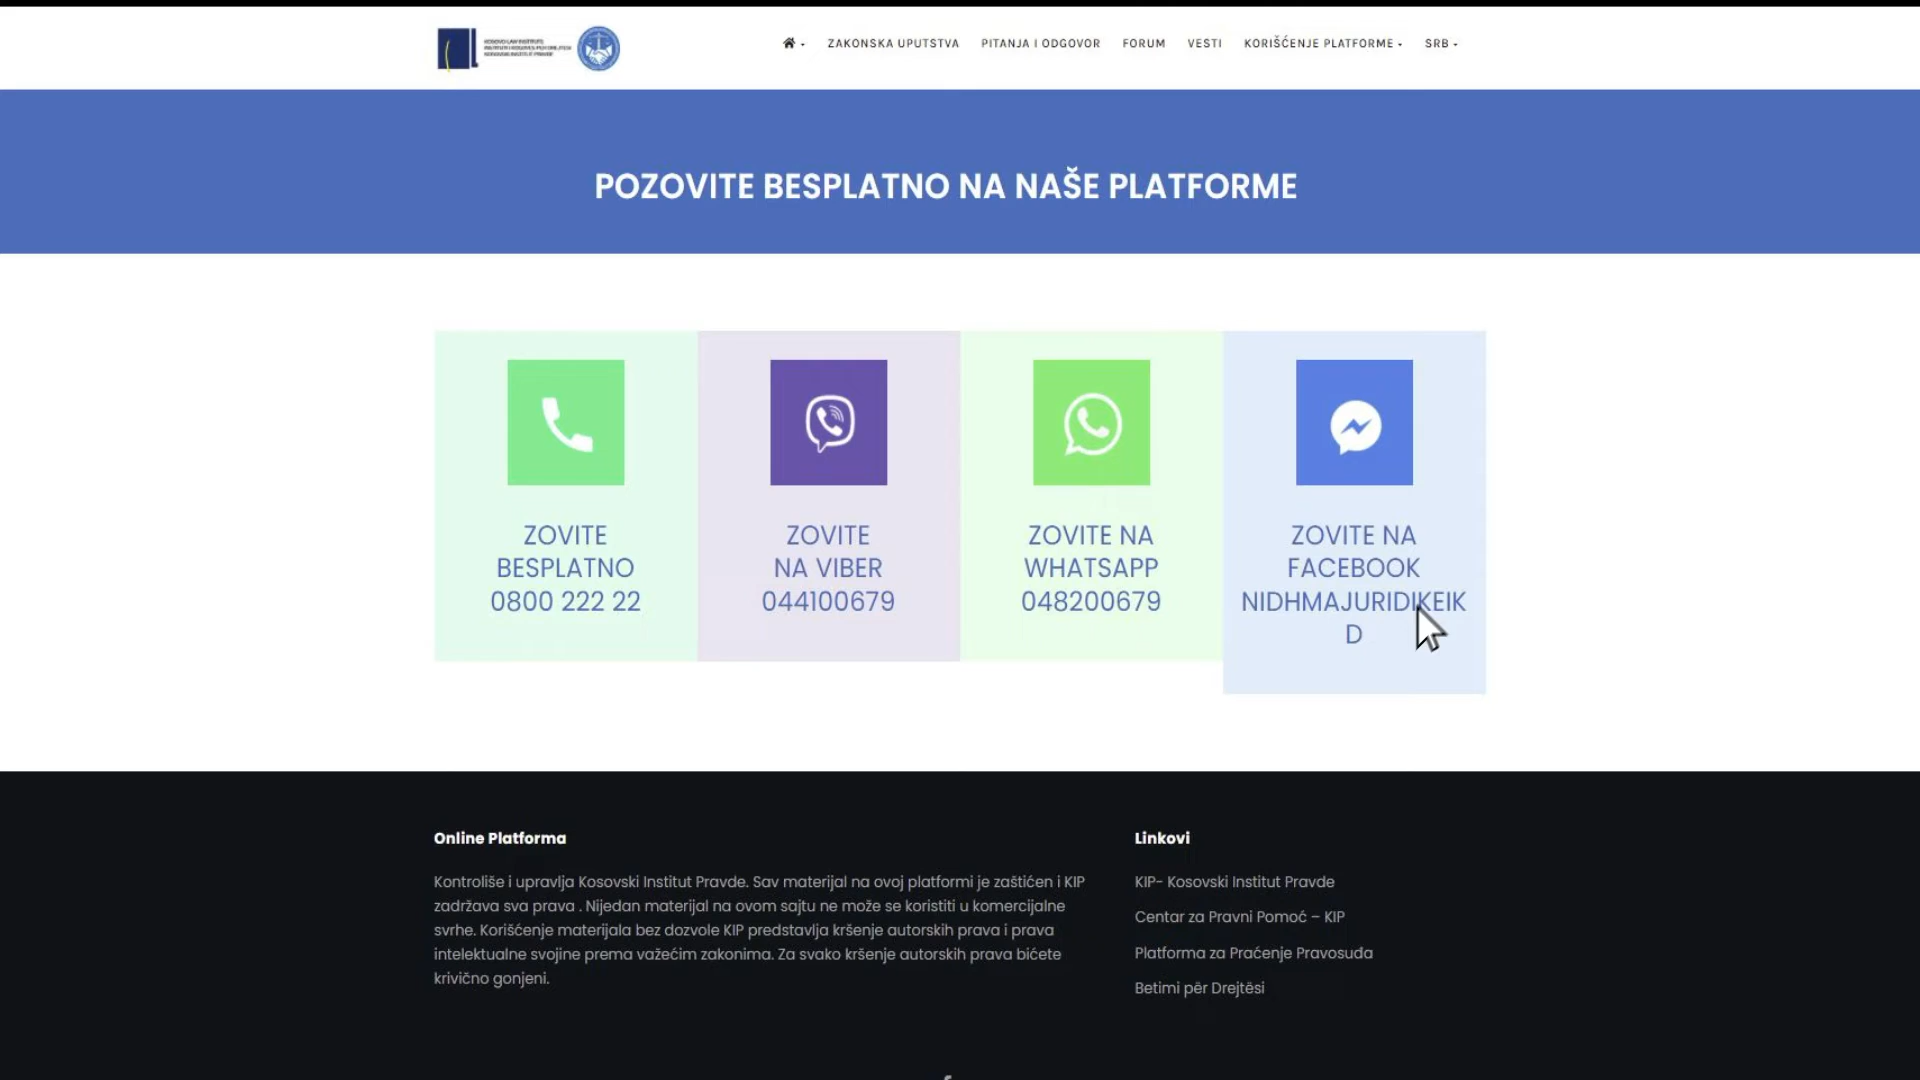 KOSOVO LAW INSTITUTE
ZAKONSKA UPUTSTVA
PITANJA I ODGOVOR
FORUM
VESTI
KORIŠĆENJE PLATFORME
SRB
POZOVITE BESPLATNO NA NAŠE PLATFORME
ZOVITE
BESPLATNO
0800 222 22
ZOVITE
NA VIBER
044100679
ZOVITE NA
WHATSAPP
048200679
ZOVITE NA
FACEBOOK
NIDHMAJURIDIKEIK
D
Online Platforma
Kontroliše i upravlja Kosovski Institut Pravde. Sav materijal na ovoj platformi je zaštićen i KIP
zadržava sva prava . Nijedan materijal na ovom sajtu ne može se koristiti u komercijalne
svrhe. Korišćenje materijala bez dozvole KIP predstavlja kršenje autorskih prava i prava
intelektualne svojine prema važećim zakonima. Za svako kršenje autorskih prava bićete
krivično gonjeni.
Linkovi
KIP- Kosovski Institut Pravde
Centar za Pravni Pomoć – KIP
Platforma za Praćenje Pravosuđa
Betimi për Drejtësi